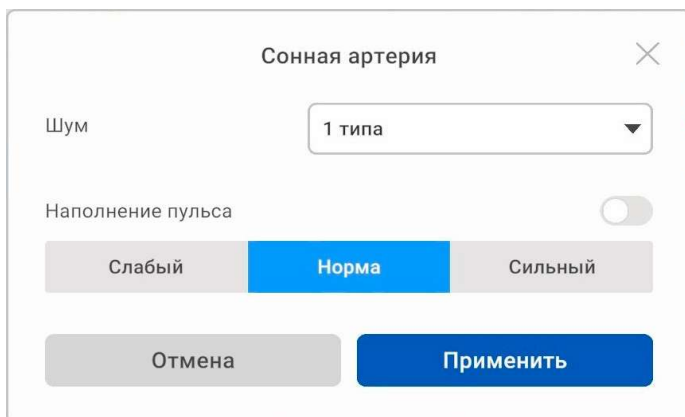 Сонная артерия
Шум
1 типа
Наполнение пульса
Слабый Норма Сильный
Отмена Применить